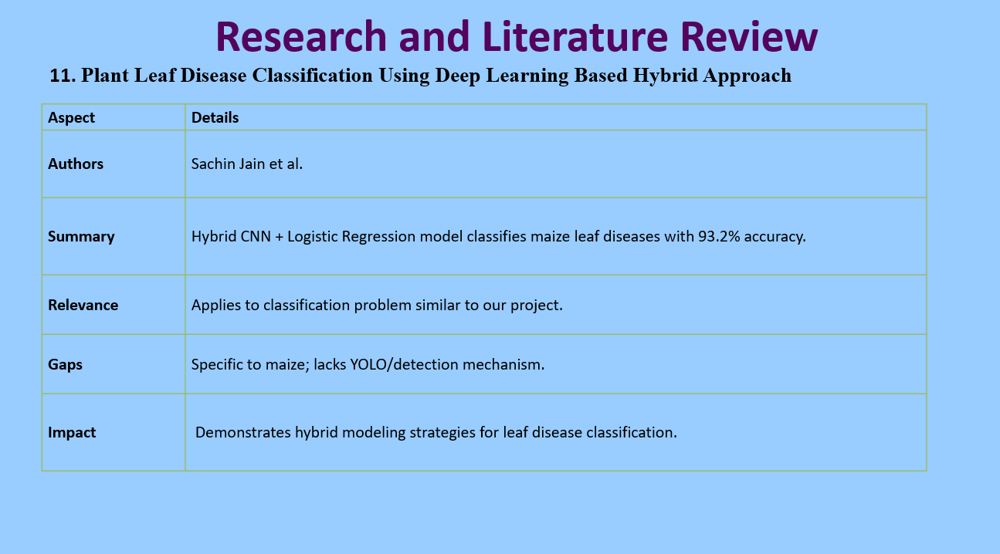 Research and Literature Review
11. Plant Leaf Disease Classification Using Deep Learning Based Hybrid Approach
Aspect Details
Authors Sachin Jain et al.
Summary Hybrid CNN + Logistic Regression model classifies maize leaf diseases with 93.2% accuracy.
Relevance Applies to classification problem similar to our project.
Gaps Specific to maize; lacks YOLO/detection mechanism.
Impact Demonstrates hybrid modeling strategies for leaf disease classification.